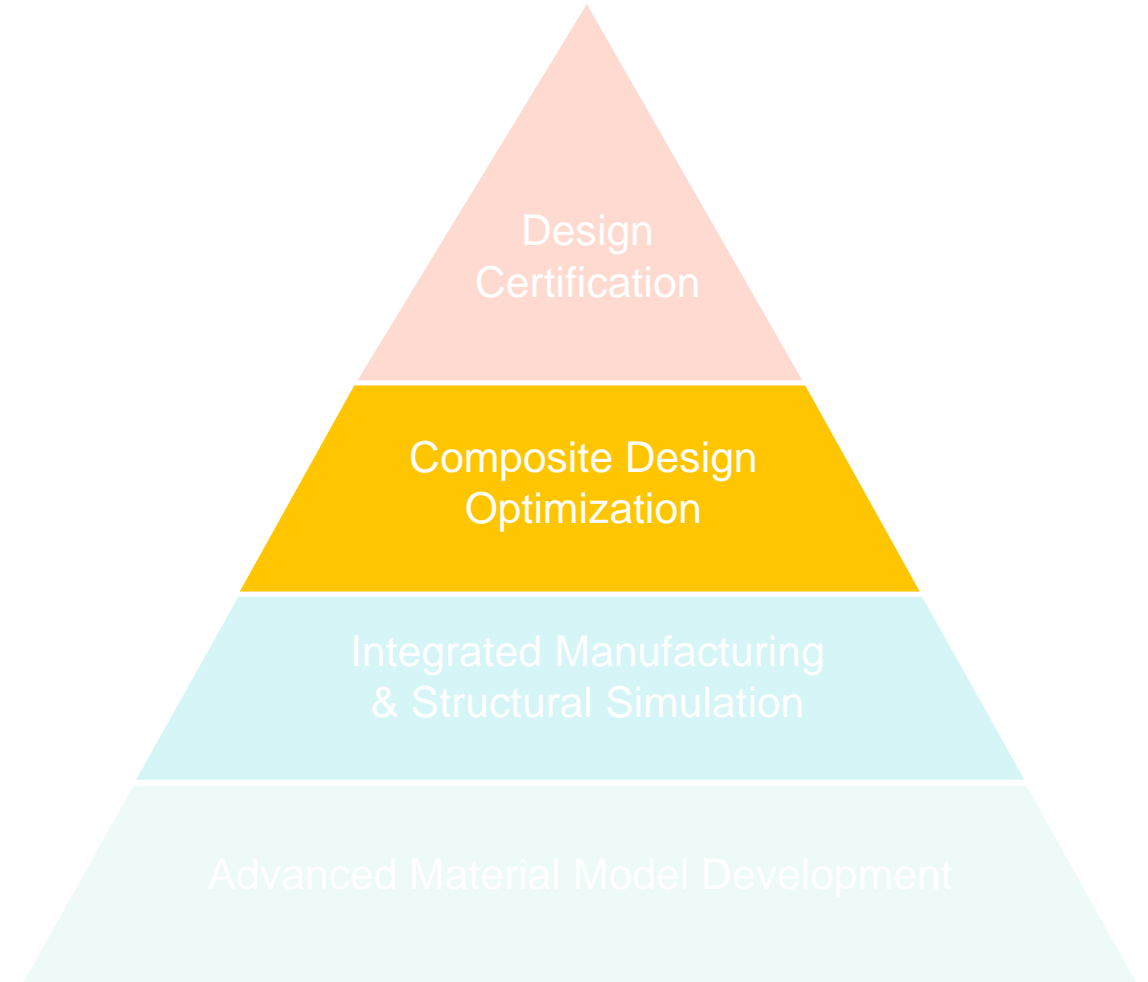 Design
Certification
Composite Design
Optimization
Integrated Manufacturing
& Structural Simulation
Advanced Material Model Development